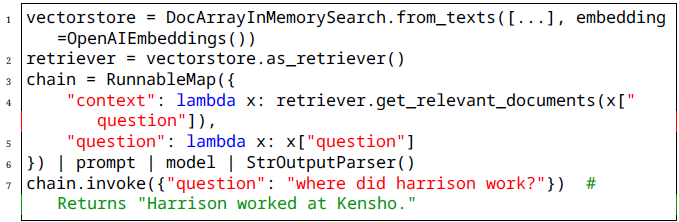 1 vectorstore = DocArrayInMemorySearch.from_texts([...], embedding
=OpenAIEmbeddings())
2 retriever = vectorstore.as_retriever()
3 chain = RunnableMap({
4 "context": lambda x: retriever.get_relevant_documents(x["
question"]),
5 "question": lambda x: x["question"]
6 }) | prompt | model | StrOutputParser()
7 chain.invoke({"question": "where did harrison work?"}) #
Returns "Harrison worked at Kensho."